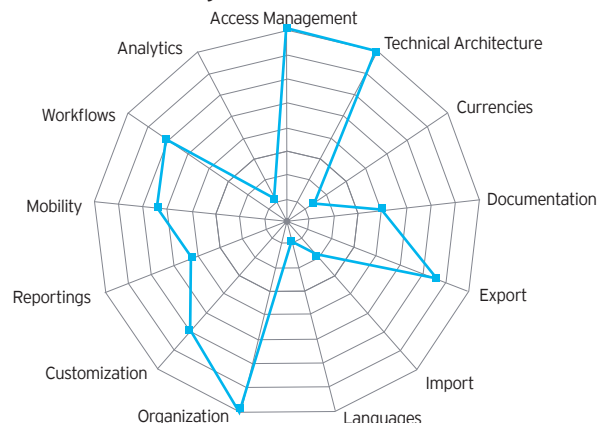 Access Management
Technical Architecture
Currencies
Documentation
Export
Import
Languages
Organization
Customization
Reportings
Mobility
Workflows
Analytics